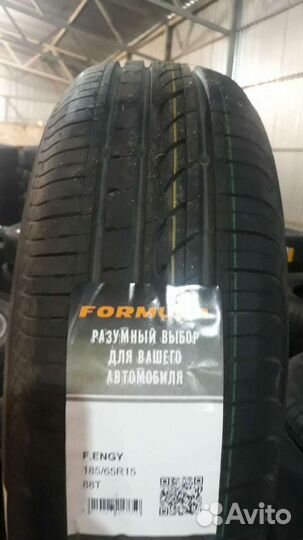 FORMULA
РАЗУМНЫЙ ВЫБОР
ДЛЯ ВАШЕГО
АВТОМОБИЛЯ
F.ENGY
185/65R15
88T
Avito